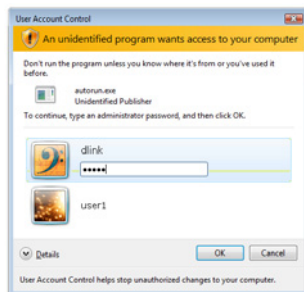 User Account Control
An unidentified program wants access to your computer
Don't run the program unless you know where it's from or you've used it
before.
autorun.exe
Unidentified Publisher
To continue, type an administrator password, and then click OK.
dlink
•••••
user1
Details
OK Cancel
User Account Control helps stop unauthorized changes to your computer.